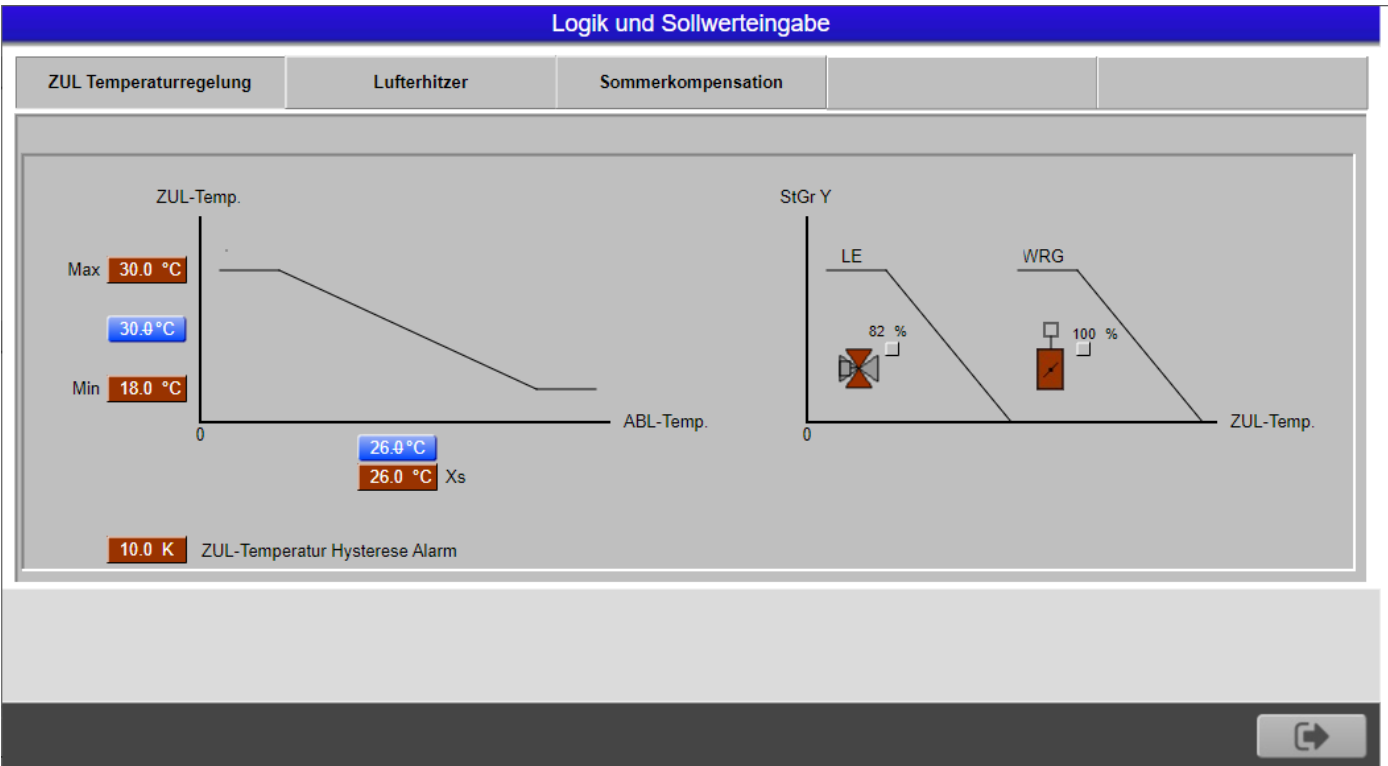 Logik und Sollwerteingabe
ZUL Temperaturregelung Lufterhitzer Sommerkompensation
ZUL-Temp. StGr Y
Max 30.0 °C LE WRG
30.0 °C 82 % 100 %
Min 18.0 °C
0 ABL-Temp. 0 ZUL-Temp.
26.0 °C
26.0 °C Xs
10.0 K ZUL-Temperatur Hysterese Alarm